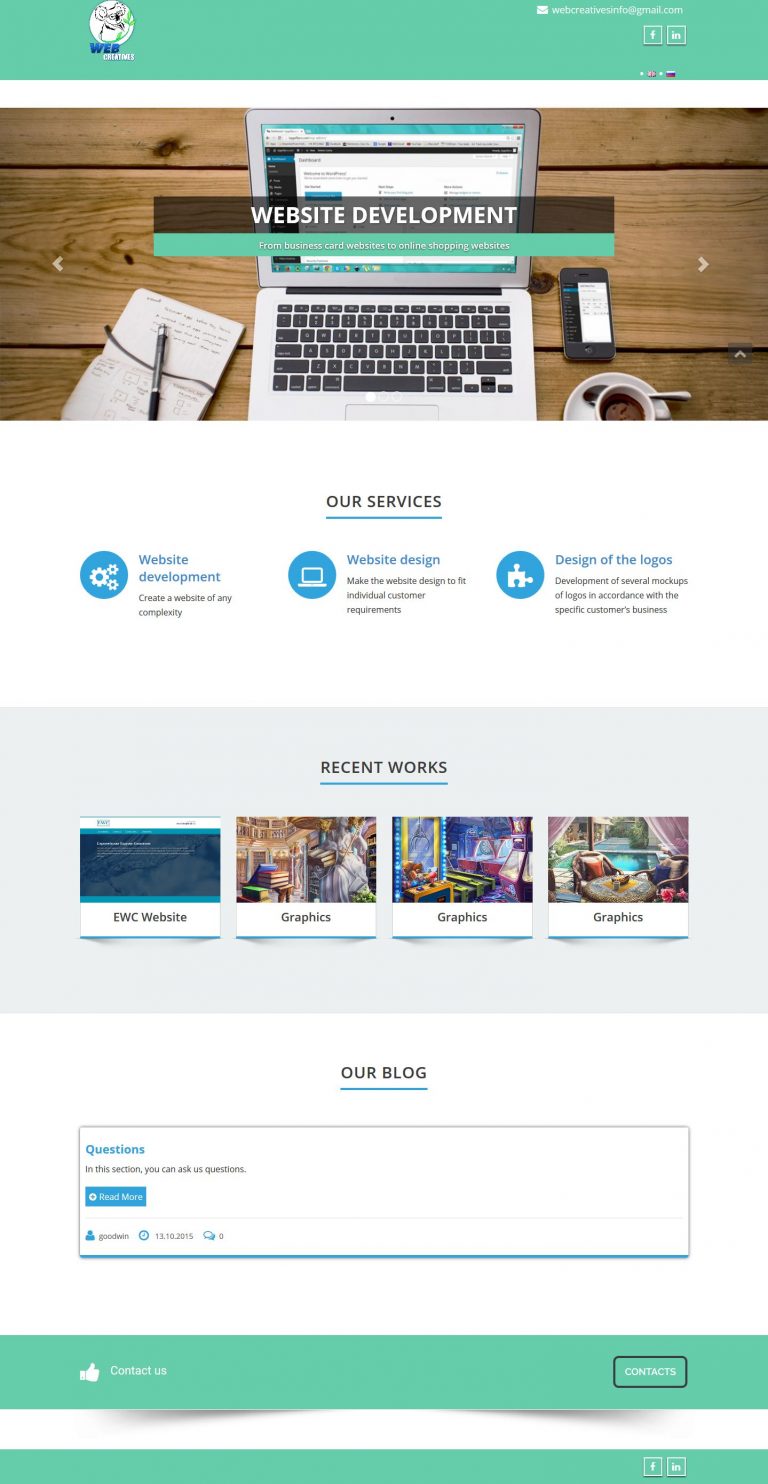 webcreativesinfo@gmail.com
WEB
CREATIVES
Dashboard
Welcome to WordPress!
WEBSITE DEVELOPMENT
From business card websites to online shopping websites
OUR SERVICES
Website
development
Create a website of any
complexity
Website design
Make the website design to fit
individual customer
requirements
Design of the logos
Development of several mockups
of logos in accordance with the
specific customer's business
RECENT WORKS
EWC Website
Graphics
Graphics
Graphics
OUR BLOG
Questions
In this section, you can ask us questions.
Read More
goodwin 13.10.2015 0
Contact us
CONTACTS